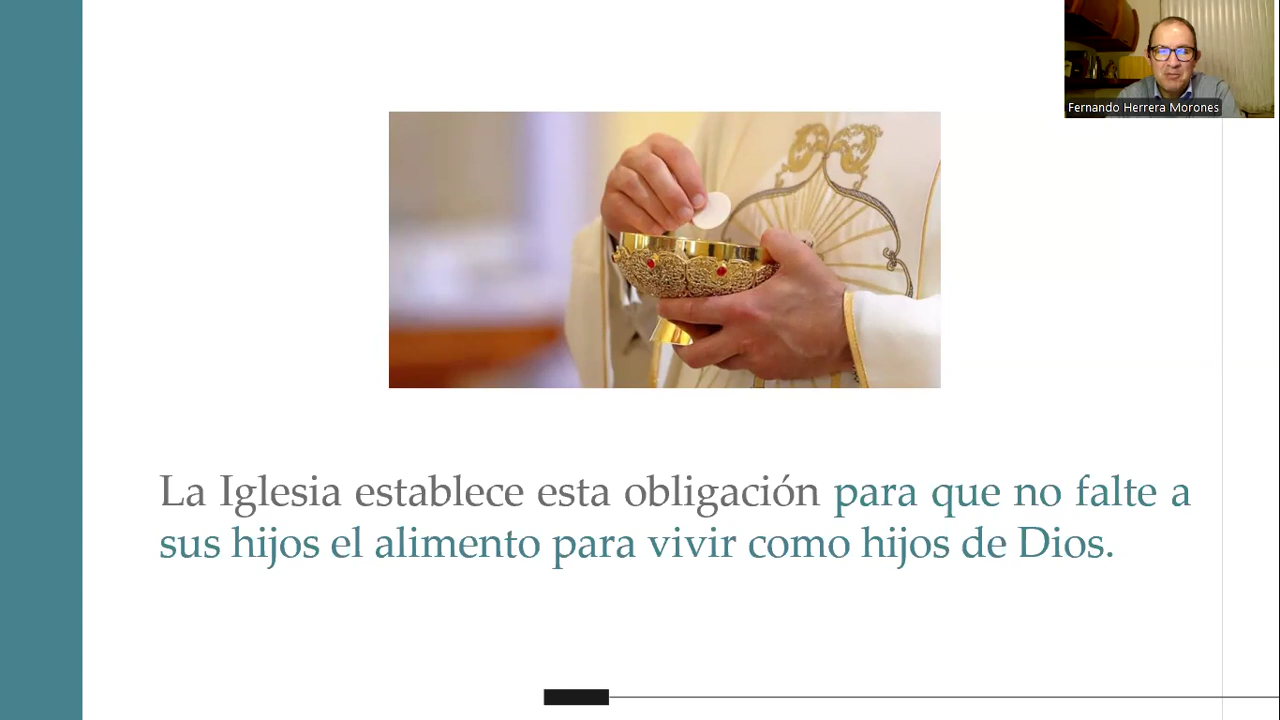 Fernando Herrera Morones
La Iglesia establece esta obligación para que no falte a
sus hijos el alimento para vivir como hijos de Dios.